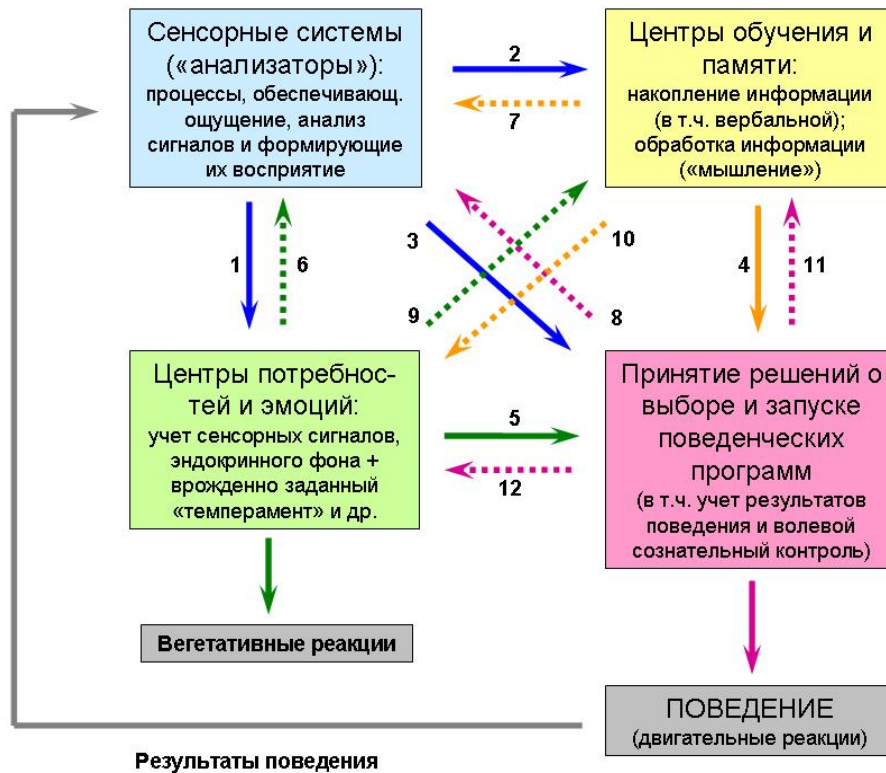 Сенсорные системы
(«анализаторы»):
процессы, обеспечивающ.
ощущение, анализ
сигналов и формирующие
их восприятие
2
7
Центры обучения и
памяти:
накопление информации
(в т.ч. вербальной);
обработка информации
(«мышление»)
1
6
3
9
10
8
4
11
Центры потребнос-
тей и эмоций:
учет сенсорных сигналов,
эндокринного фона +
врожденно заданный
«темперамент» и др.
5
12
Принятие решений о
выборе и запуске
поведенческих
программ
(в т.ч. учет результатов
поведения и волевой
сознательный контроль)
Вегетативные реакции
ПОВЕДЕНИЕ
(двигательные реакции)
Результаты поведения